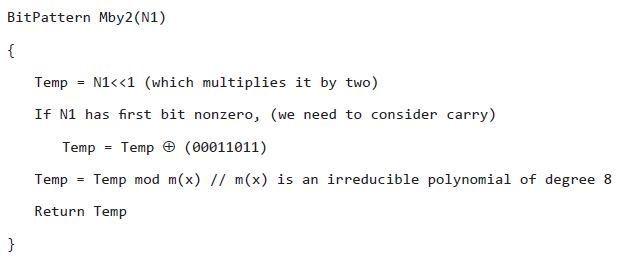 BitPattern Mby2(N1)
{
Temp = N1<<1 (which multiplies it by two)
If N1 has first bit nonzero, (we need to consider carry)
Temp = Temp ⊕ (00011011)
Temp = Temp mod m(x) // m(x) is an irreducible polynomial of degree 8
Return Temp
}